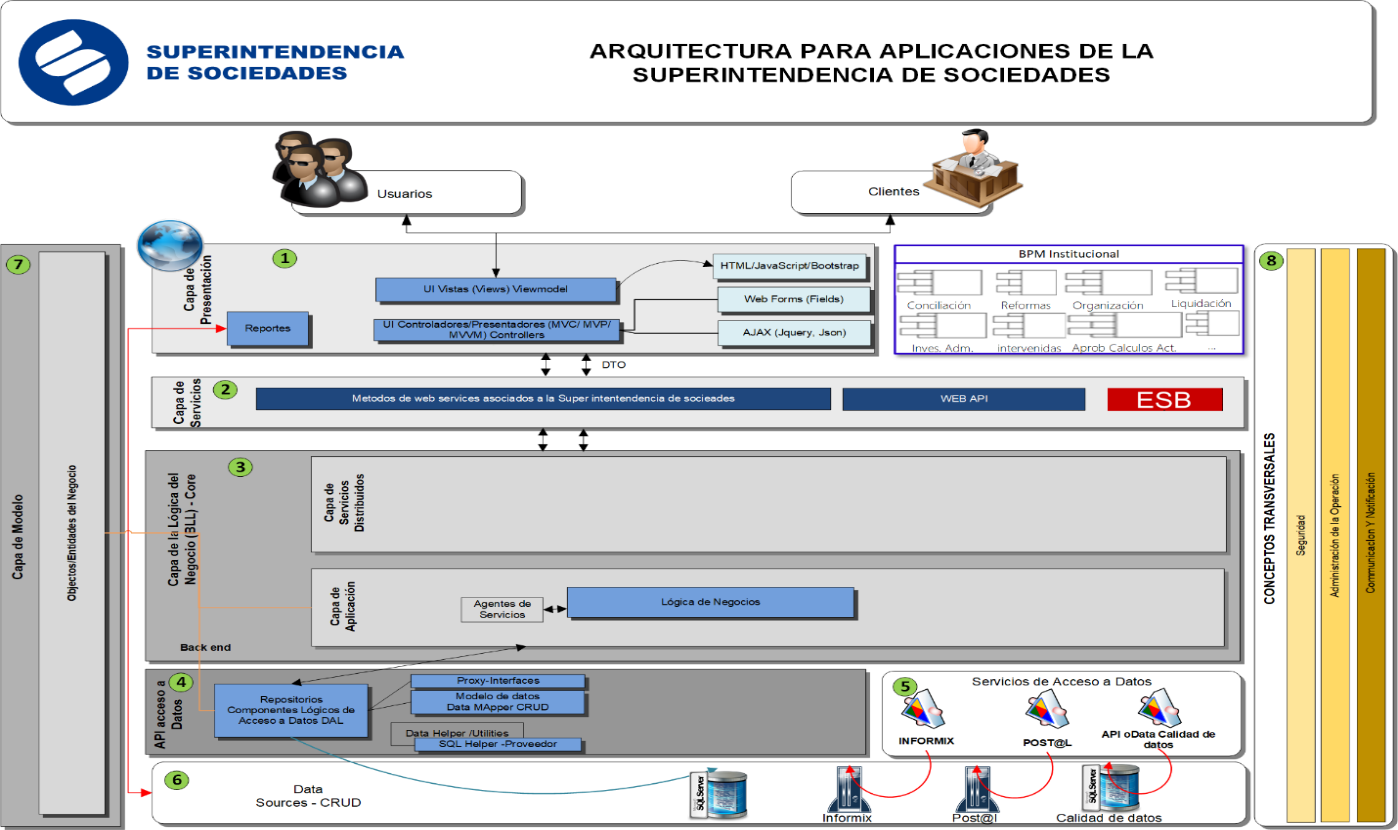 SUPERINTENDENCIA
DE SOCIEDADES
ARQUITECTURA PARA APLICACIONES DE LA
SUPERINTENDENCIA DE SOCIEDADES
Usuarios
Clientes
7
Capa de Modelo
Objectos/Entidades del Negocio
1
Capa de
Presentación
Reportes
UI Vistas (Views) Viewmodel
UI Controladores/Presentadores (MVC/ MVP/
MVVM) Controllers
HTML/JavaScript/Bootstrap
Web Forms (Fields)
AJAX (Jquery, Json)
BPM Institucional
Conciliación
Reformas
Organización
Liquidación
Inves. Adm.
intervenidas
Aprob Calculos Act.
...
DTO
2
Capa de
Servicios
Metodos de web services asociados a la Super intentendencia de socieades
WEB API
ESB
3
Capa de la Lógica del
Negocio (BLL) - Core
Capa de
Servicios
Distribuidos
Capa de
Aplicación
Agentes de
Servicios
Lógica de Negocios
Back end
4
API acceso a
Datos
Repositorios
Componentes Lógicos de
Acceso a Datos DAL
Proxy-Interfaces
Modelo de datos
Data MApper CRUD
Data Helper /Utilities
SQL Helper -Proveedor
5
Servicios de Acceso a Datos
INFORMIX
POST@L
API oData Calidad de
datos
6
Data
Sources - CRUD
SQLServer
Informix
Post@l
SQLServer
Calidad de datos
8
CONCEPTOS TRANSVERSALES
Seguridad
Administración de la Operación
Communicacion Y Notificación